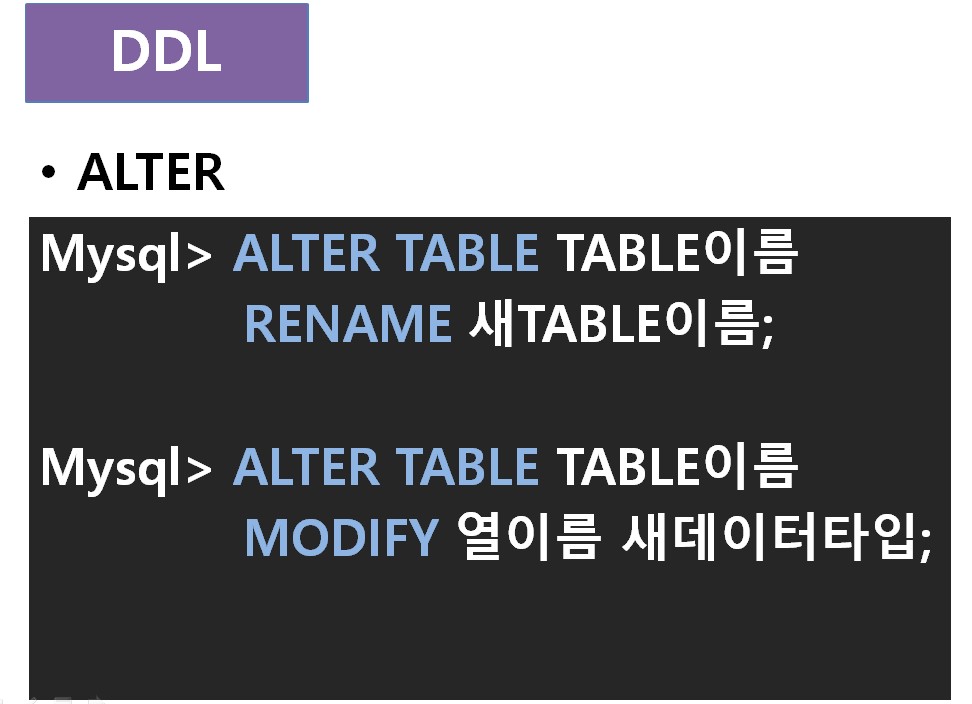 DDL
• ALTER
Mysql> ALTER TABLE TABLE이름
RENAME 새TABLE이름;
Mysql> ALTER TABLE TABLE이름
MODIFY 열이름 새데이터타입;